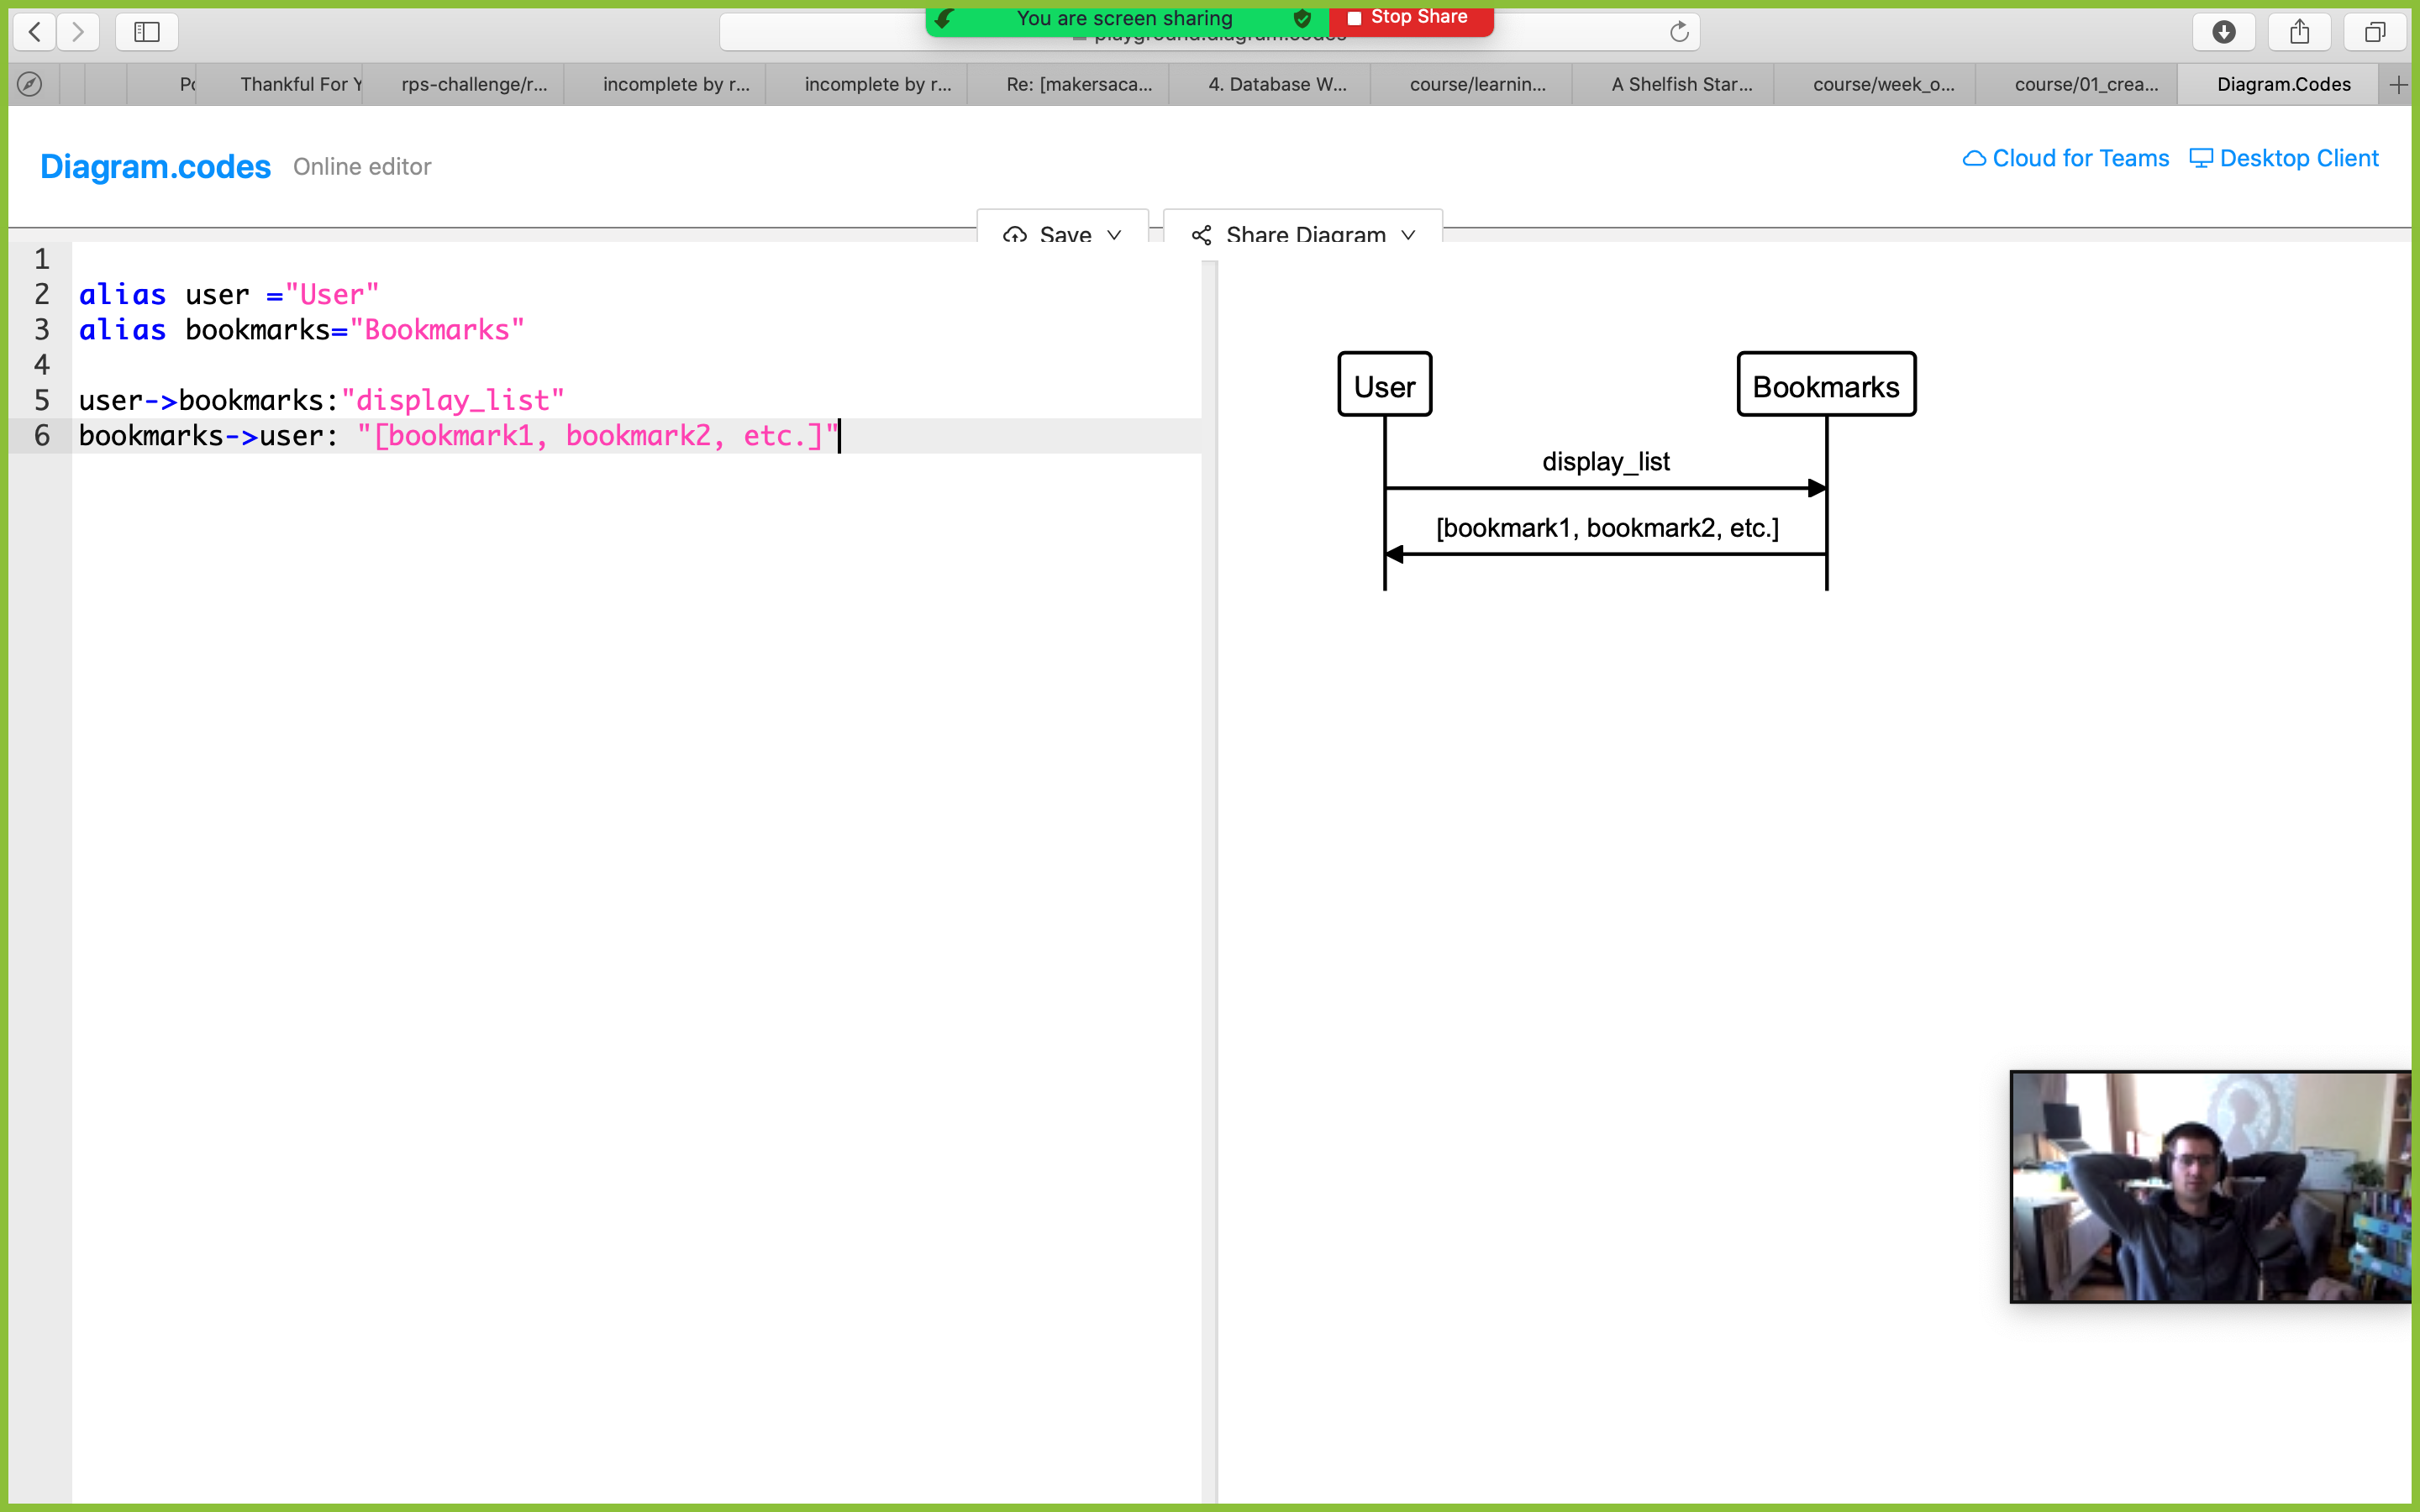 You are screen sharing
Stop Share
playground.diagram.codes
Thankful For Y
rps-challenge/r...
incomplete by r...
incomplete by r...
Re: [makersaca...
4. Database W...
course/learnin...
A Shelfish Star...
course/week_o...
course/01_crea...
Diagram.Codes
Diagram.codes
Online editor
Cloud for Teams
Desktop Client
Save
Share Diagram
1
2 alias user ="User"
3 alias bookmarks="Bookmarks"
4
5 user->bookmarks:"display_list"
6 bookmarks->user: "[bookmark1, bookmark2, etc.]"
User
Bookmarks
display_list
[bookmark1, bookmark2, etc.]